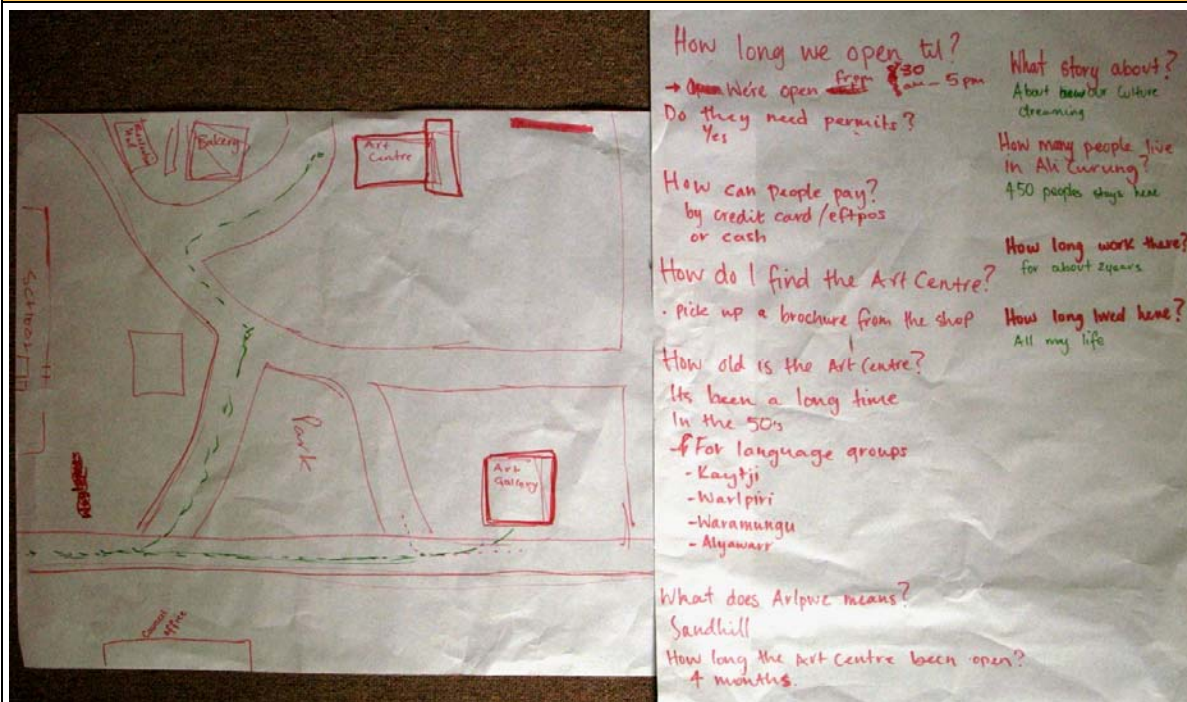 Bakery
Art
Centre
School
Park
Art
Gallery
Council
office
How long we open til?
→ We're open from 8:30
am - 5 pm
Do they need permits?
Yes
How can people pay?
by credit card/eftpos
or cash
How do I find the Art Centre?
• pick up a brochure from the shop
How old is the Art Centre?
Its been a long time
In the 50's
For language groups
- Kaytji
- Warlpiri
- Waramungu
- Alyawarr
What does Arlpwe means?
Sandhill
How long the Art Centre been open?
4 months.
What story about?
About our culture
dreaming
How many people live
in Ali Curung?
450 peoples stays here
How long work there?
for about 2years
How long lived here?
All my life